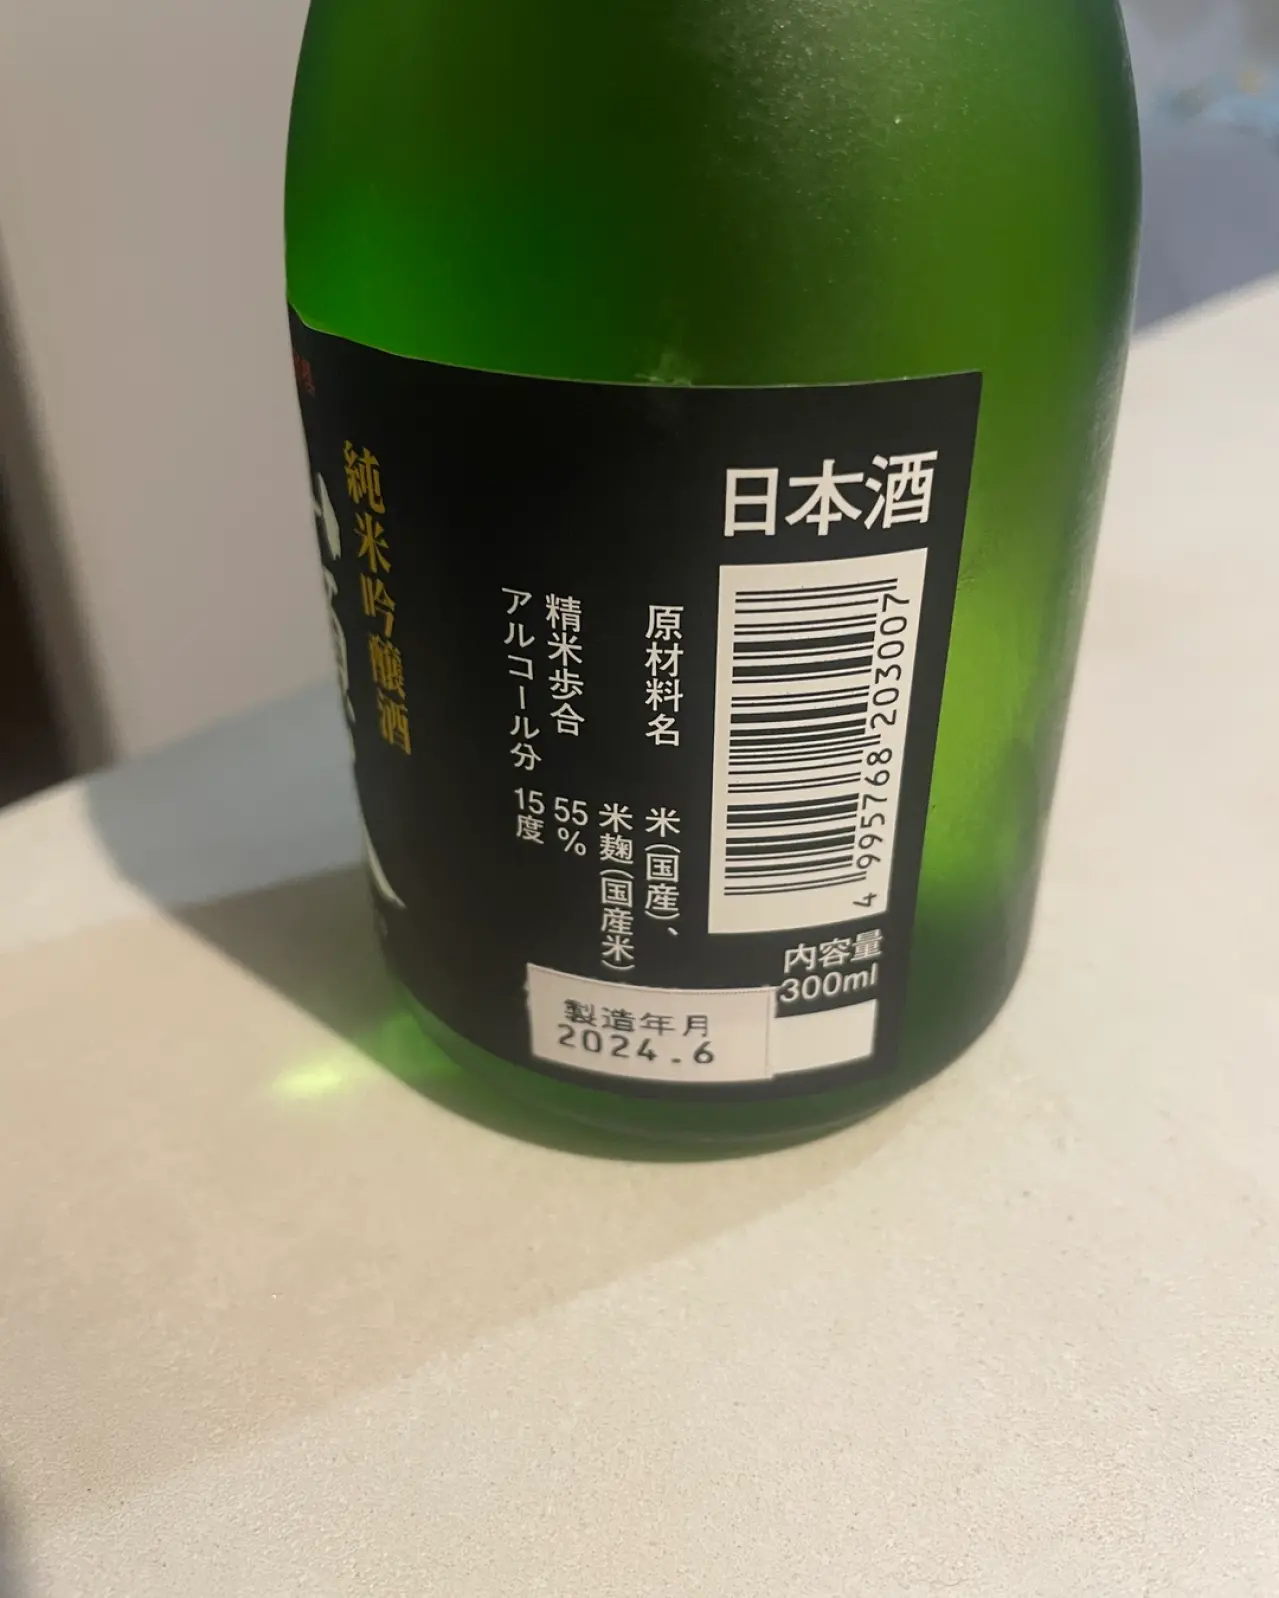 日本酒
4 995768 203007
内容量
300ml
原材料名 米(国産)、
米麹(国産米)
精米歩合 55%
アルコール分 15度
製造年月
2024.6
純米吟醸酒